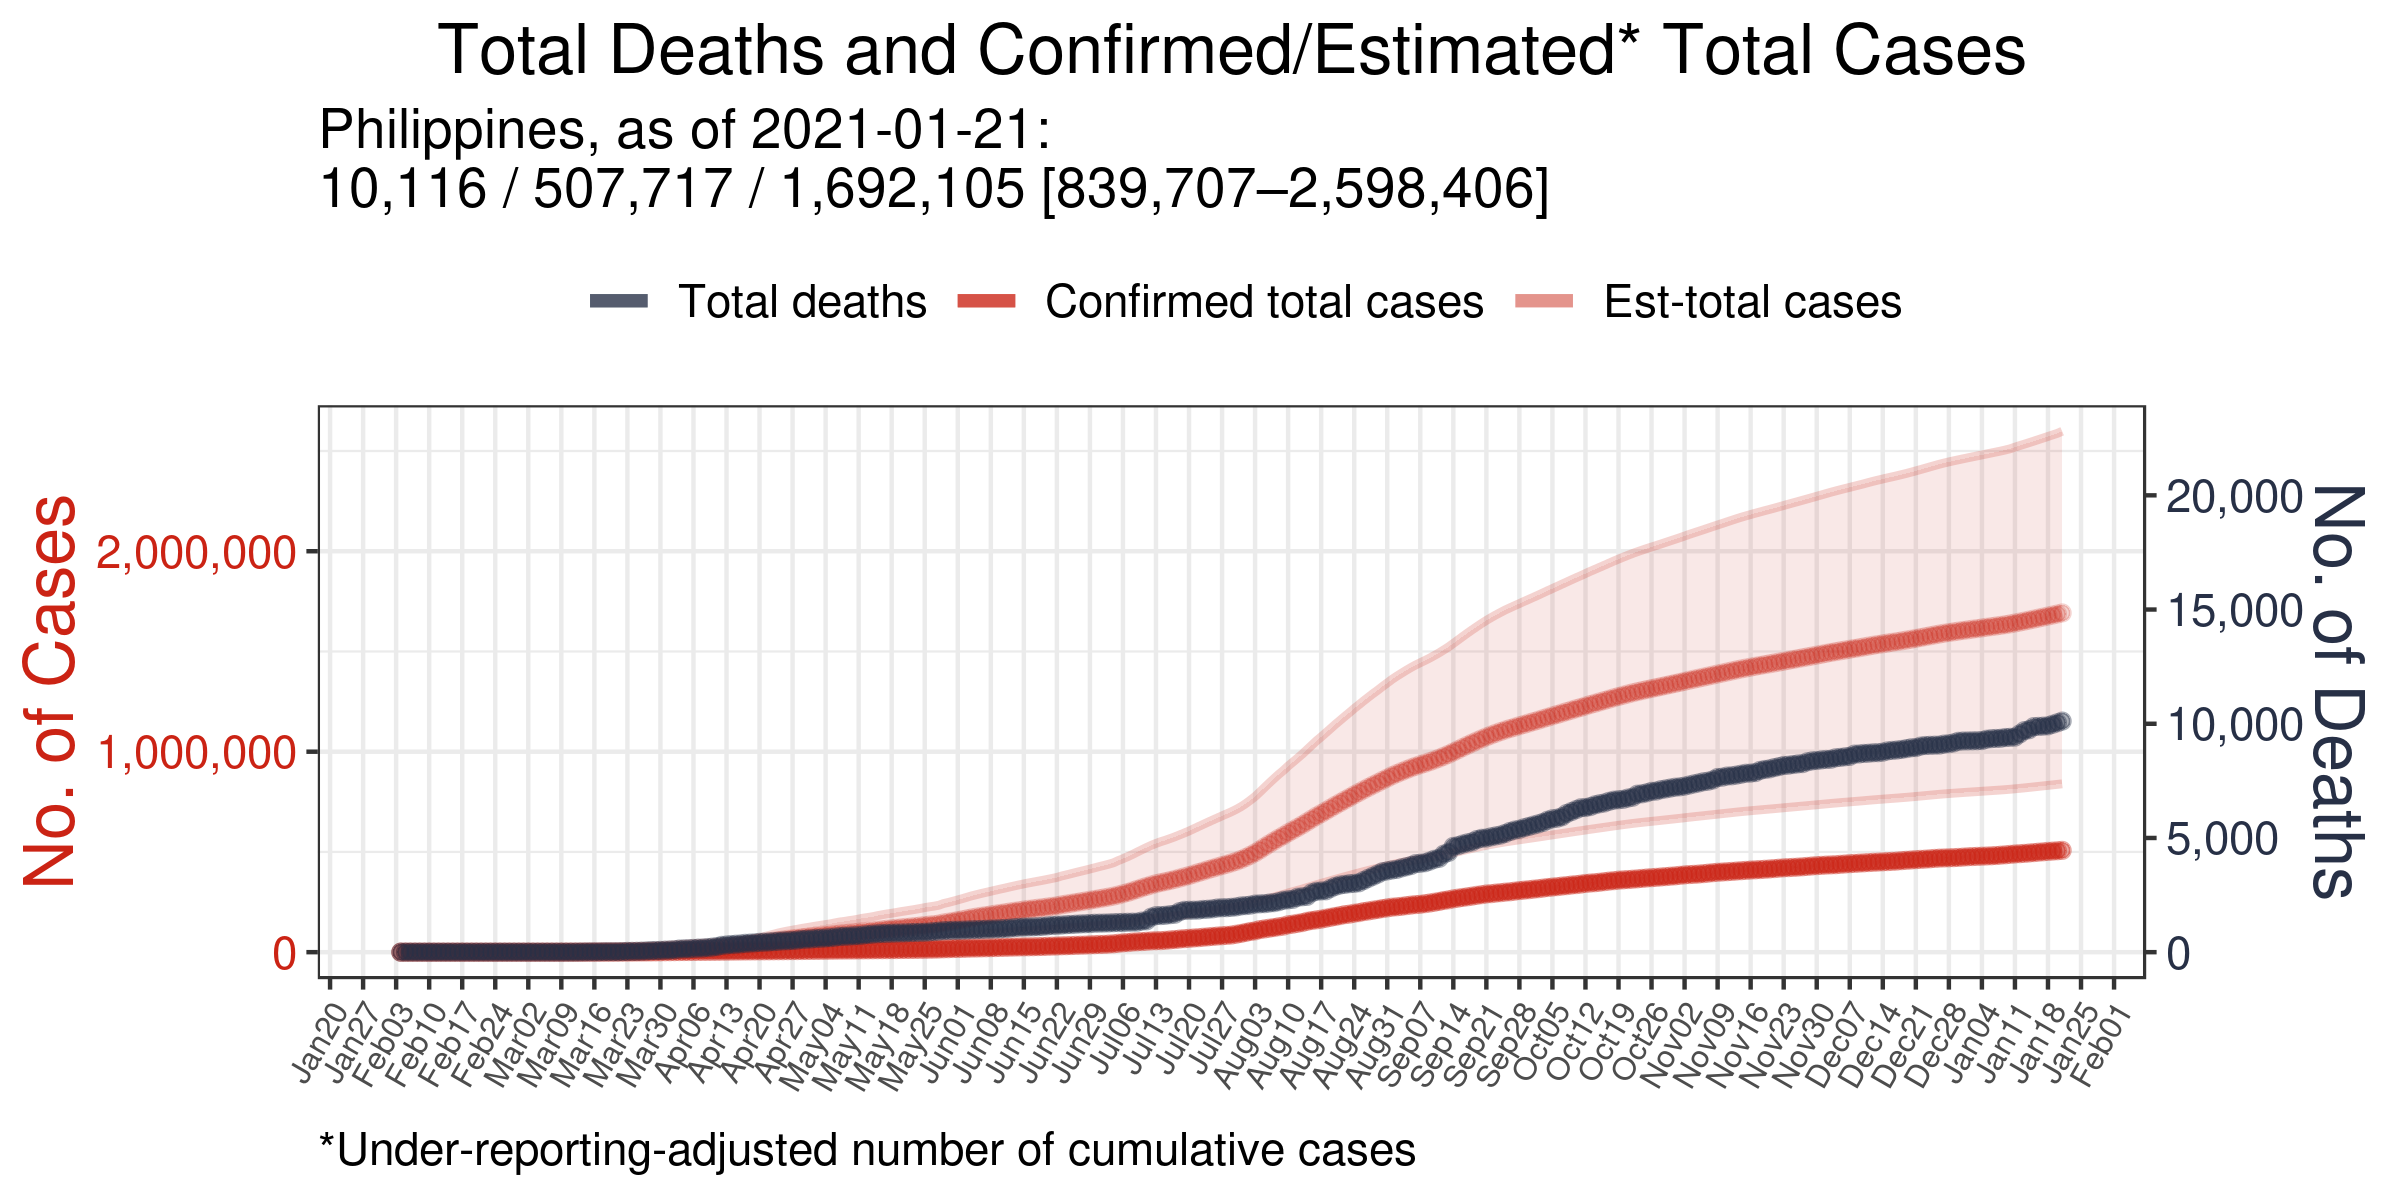 Total Deaths and Confirmed/Estimated* Total Cases
Philippines, as of 2021-01-21:
10,116 / 507,717 / 1,692,105 [839,707–2,598,406]
Total deaths
Confirmed total cases
Est-total cases
No. of Cases
2,000,000
1,000,000
0
20,000
15,000
10,000
5,000
0
No. of Deaths
Jan20
Jan27
Feb03
Feb10
Feb17
Feb24
Mar02
Mar09
Mar16
Mar23
Mar30
Apr06
Apr13
Apr20
Apr27
May04
May11
May18
May25
Jun01
Jun08
Jun15
Jun22
Jun29
Jul06
Jul13
Jul20
Jul27
Aug03
Aug10
Aug17
Aug24
Aug31
Sep07
Sep14
Sep21
Sep28
Oct05
Oct12
Oct19
Oct26
Nov02
Nov09
Nov16
Nov23
Nov30
Dec07
Dec14
Dec21
Dec28
Jan04
Jan11
Jan18
Jan25
Feb01
*Under-reporting-adjusted number of cumulative cases